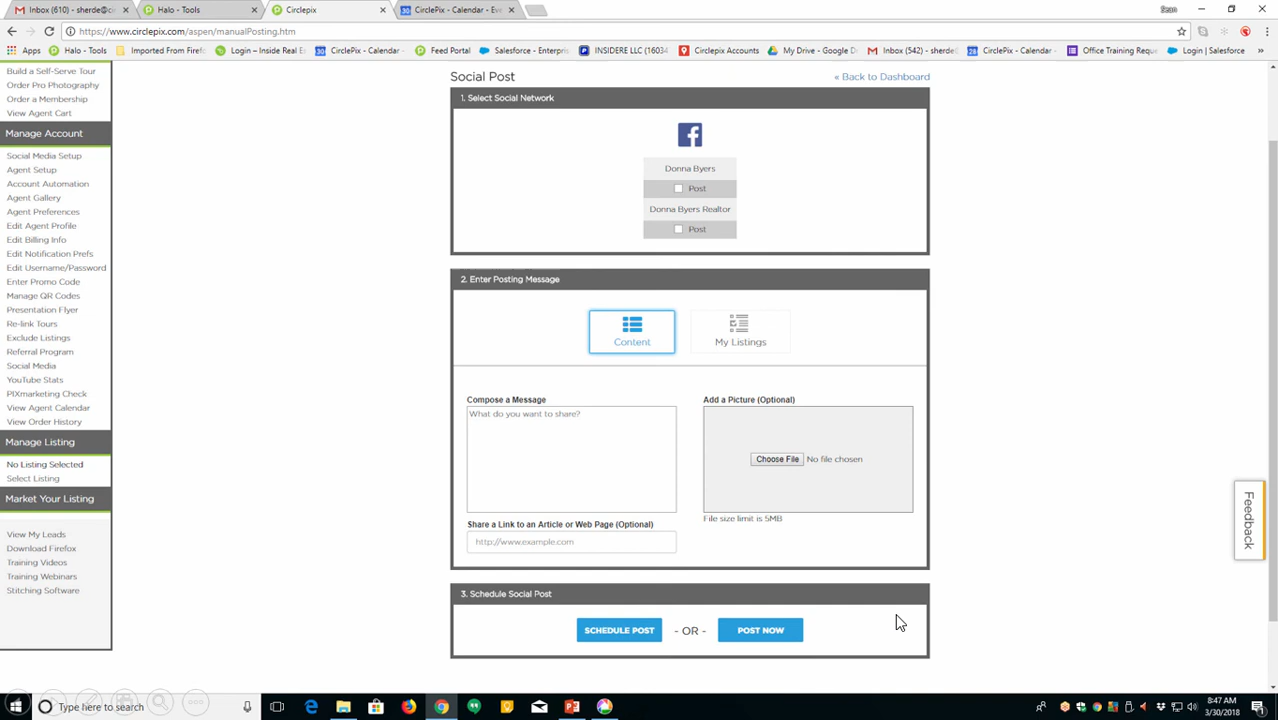 Inbox (610) - sherde@ci
Halo - Tools
Circlepix
CirclePix - Calendar - Eve
Sean
https://www.circlepix.com/aspen/manualPosting.htm
Apps
Halo - Tools
Imported From Firefo
Login – Inside Real Es
CirclePix - Calendar -
Feed Portal
Salesforce - Enterpris
INSIDERE LLC (16034
Circlepix Accounts
My Drive - Google D
Inbox (542) - sherde
CirclePix - Calendar -
Office Training Reque
Login | Salesforce
»
Build a Self-Serve Tour
Order Pro Photography
Order a Membership
View Agent Cart
Manage Account
Social Media Setup
Agent Setup
Account Automation
Agent Gallery
Agent Preferences
Edit Agent Profile
Edit Billing Info
Edit Notification Prefs
Edit Username/Password
Enter Promo Code
Manage QR Codes
Presentation Flyer
Re-link Tours
Exclude Listings
Referral Program
Social Media
YouTube Stats
PIXmarketing Check
View Agent Calendar
View Order History
Manage Listing
No Listing Selected
Select Listing
Market Your Listing
View My Leads
Download Firefox
Training Videos
Training Webinars
Stitching Software
Social Post
« Back to Dashboard
1. Select Social Network
Donna Byers
Post
Donna Byers Realtor
Post
2. Enter Posting Message
Content
My Listings
Compose a Message
What do you want to share?
Add a Picture (Optional)
Choose File No file chosen
File size limit is 5MB
Share a Link to an Article or Web Page (Optional)
http://www.example.com
3. Schedule Social Post
SCHEDULE POST - OR - POST NOW
Feedback
Type here to search
8:47 AM
3/30/2018